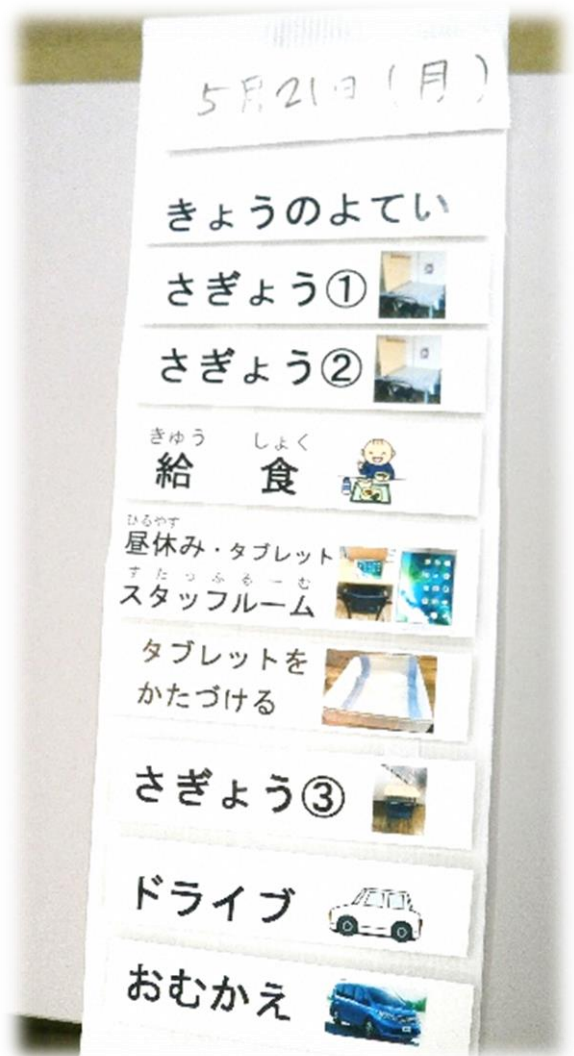 5月21日(月)
きょうのよてい
さぎょう①
さぎょう②
きゅう しょく
給 食
ひるやす
昼休み・タブレット
すたっふるーむ
スタッフルーム
タブレットを
かたづける
さぎょう③
ドライブ
おむかえ